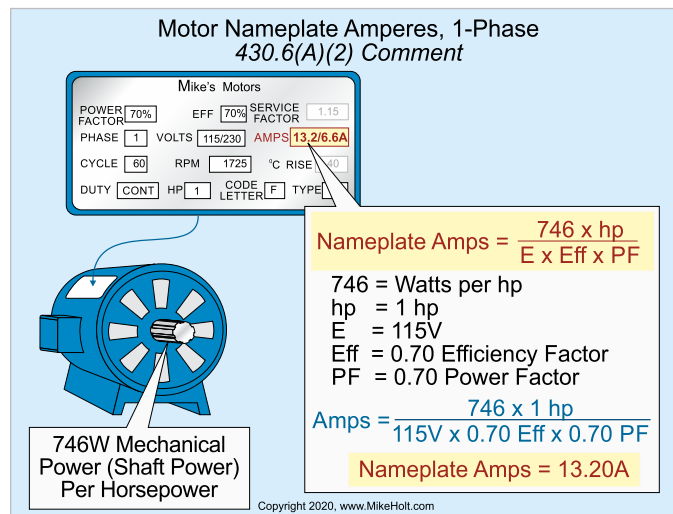 Motor Nameplate Amperes, 1-Phase
430.6(A)(2) Comment
Mike's Motors
POWER FACTOR 70% EFF 70% SERVICE FACTOR 1.15
PHASE 1 VOLTS 115/230 AMPS 13.2/6.6A
CYCLE 60 RPM 1725 °C RISE 40
DUTY CONT HP 1 CODE LETTER F TYPE
Nameplate Amps = 746 x hp
E x Eff x PF
746 = Watts per hp
hp = 1 hp
E = 115V
Eff = 0.70 Efficiency Factor
PF = 0.70 Power Factor
Amps = 746 x 1 hp
115V x 0.70 Eff x 0.70 PF
Nameplate Amps = 13.20A
746W Mechanical
Power (Shaft Power)
Per Horsepower
Copyright 2020, www.MikeHolt.com